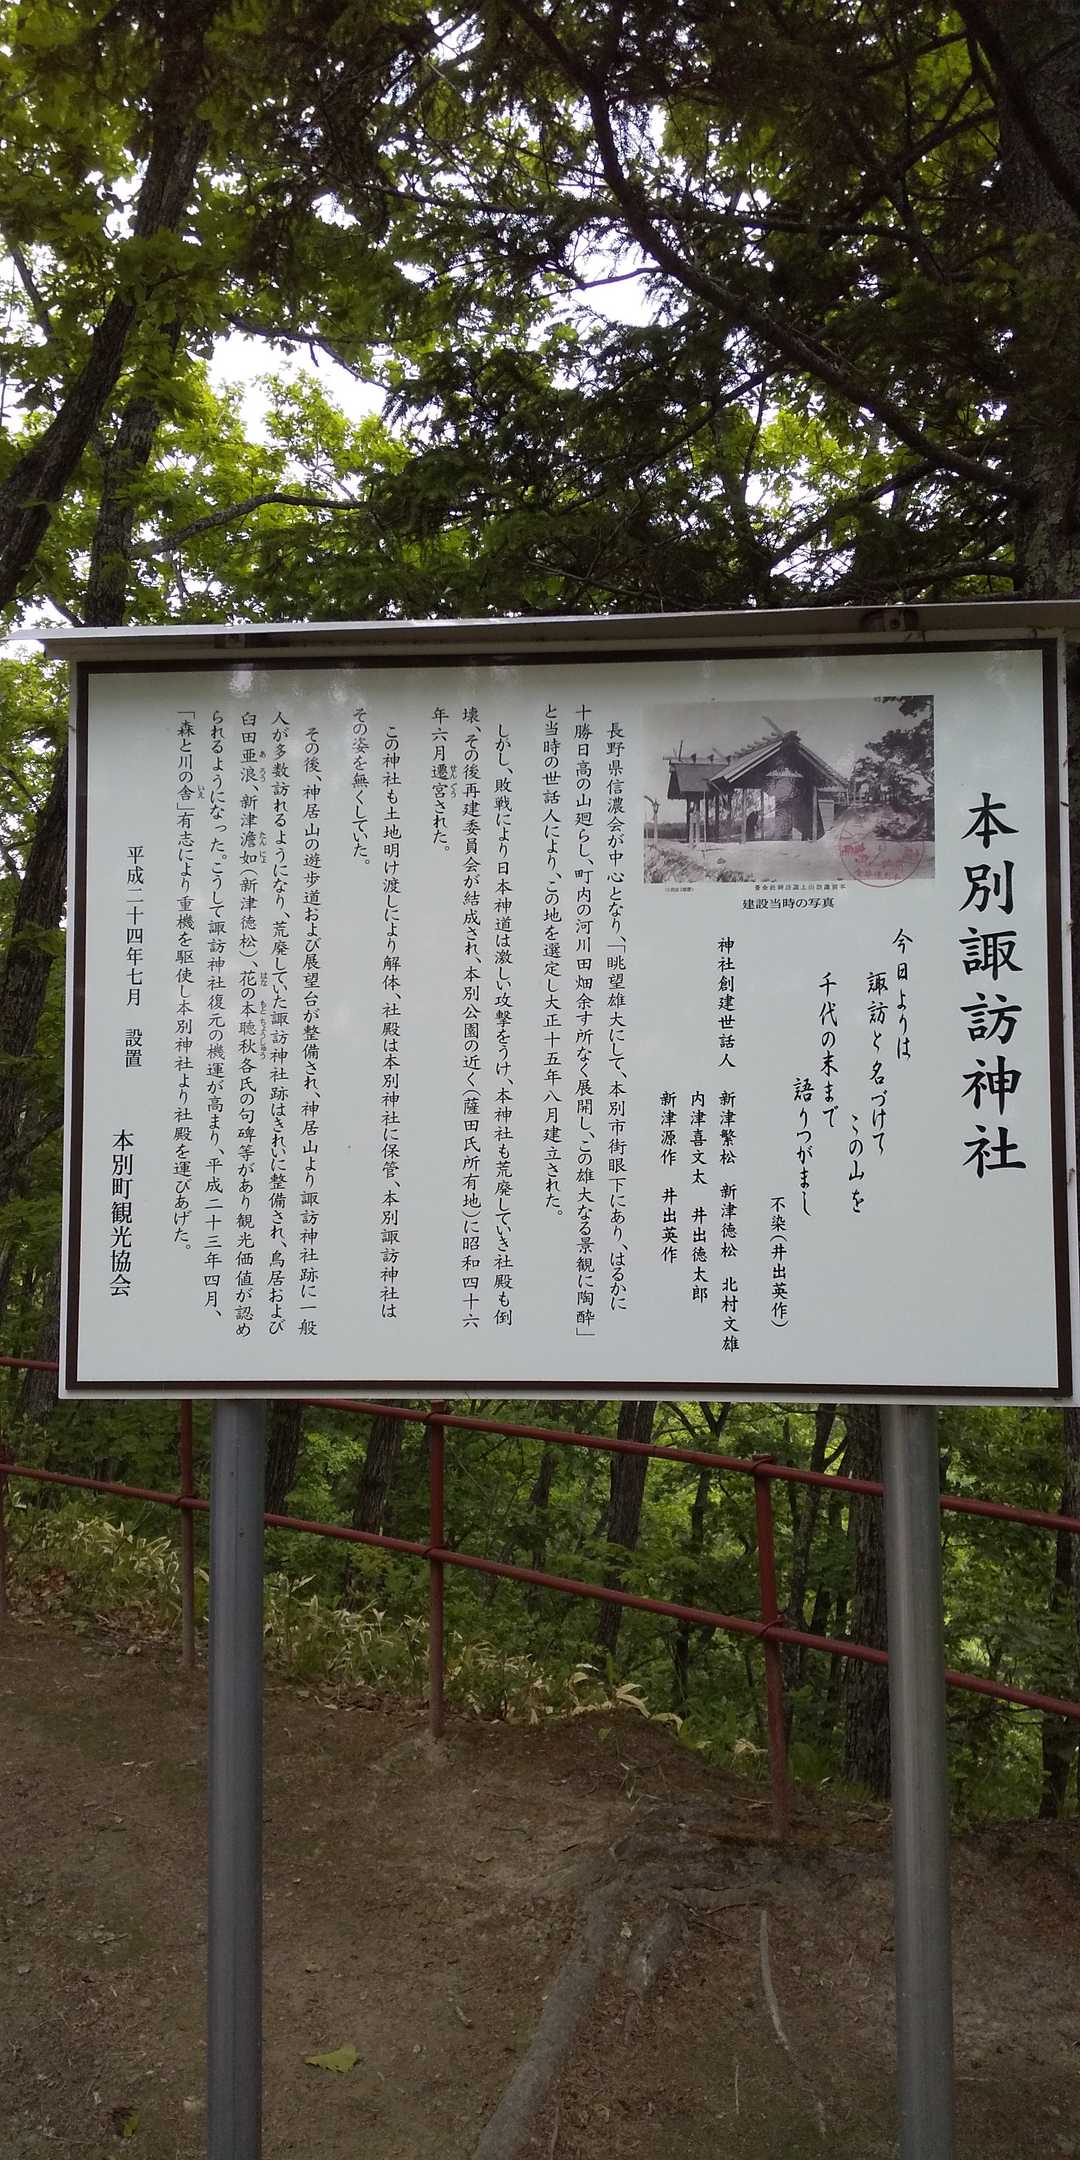 本別諏訪神社
今日よりは
諏訪と名づけて
この山を
千代の末まで
語りつがまし
不染(井出英作)
建設当時の写真
神社創建世話人
新津繁松 新津徳松 北村文雄
内津喜文太 井出徳太郎
新津源作 井出英作
長野県信濃会が中心となり、「眺望雄大にして、本別市街眼下にあり、はるかに
十勝日高の山廻らし、町内の河川田畑余す所なく展開し、この雄大なる景観に陶酔」
と当時の世話人により、この地を選定し大正十五年八月建立された。
しかし、敗戦により日本神道は激しい攻撃をうけ、本神社も荒廃していき社殿も倒
壊、その後再建委員会が結成され、本別公園の近く(薩田氏所有地)に昭和四十六
年六月遷宮された。
この神社も土地明け渡しにより解体、社殿は本別神社に保管、本別諏訪神社は
その姿を無くしていた。
その後、神居山の遊歩道および展望台が整備され、神居山より諏訪神社跡に一般
人が多数訪れるようになり、荒廃していた諏訪神社跡はきれいに整備され、鳥居および
臼田亜浪、新津澹如(新津徳松)、花の本聴秋各氏の句碑等があり観光価値が認め
られるようになった。こうして諏訪神社復元の機運が高まり、平成二十三年四月、
「森と川の舎」有志により重機を駆使し本別神社より社殿を運びあげた。
平成二十四年七月 設置
本別町観光協会